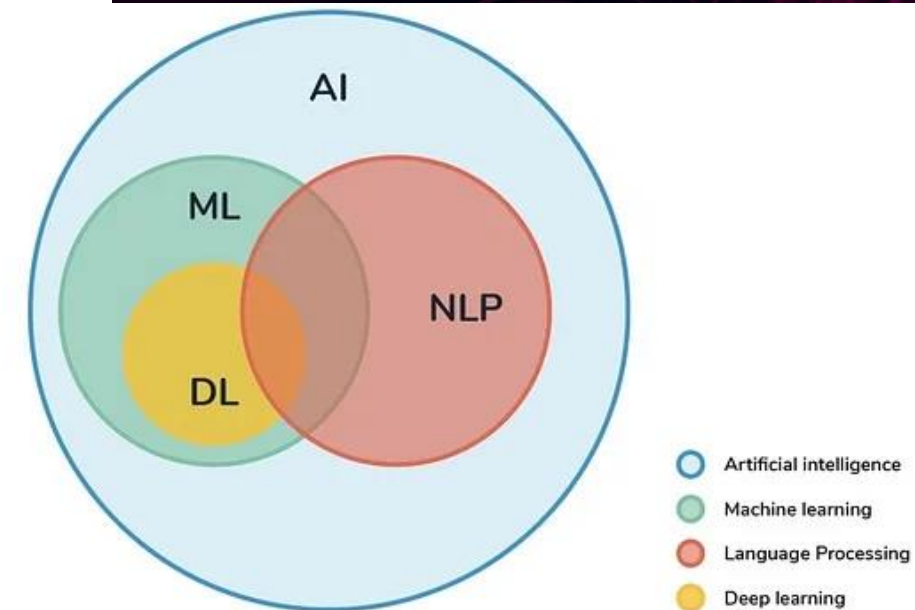 AI
ML
NLP
DL
Artificial intelligence
Machine learning
Language Processing
Deep learning